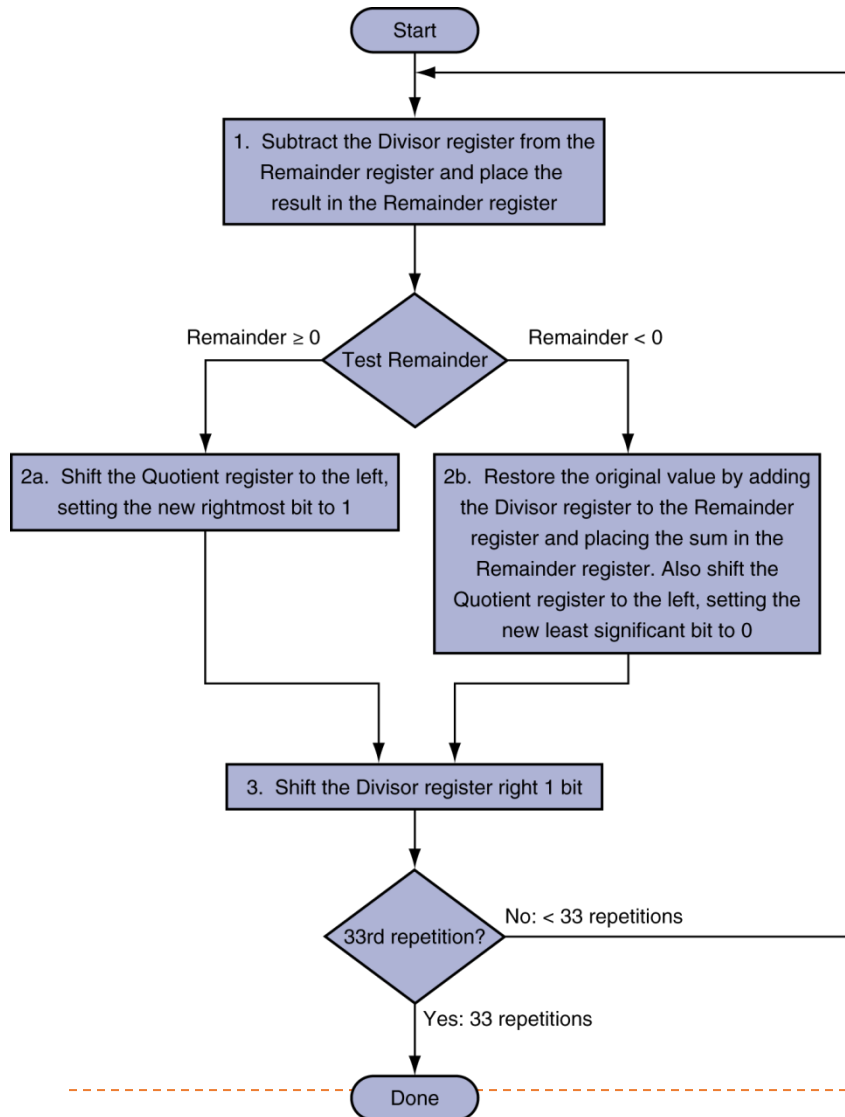 Start
1. Subtract the Divisor register from the
Remainder register and place the
result in the Remainder register
Remainder ≥ 0
Remainder < 0
Test Remainder
2a. Shift the Quotient register to the left,
setting the new rightmost bit to 1
2b. Restore the original value by adding
the Divisor register to the Remainder
register and placing the sum in the
Remainder register. Also shift the
Quotient register to the left, setting the
new least significant bit to 0
3. Shift the Divisor register right 1 bit
33rd repetition?
No: < 33 repetitions
Yes: 33 repetitions
Done